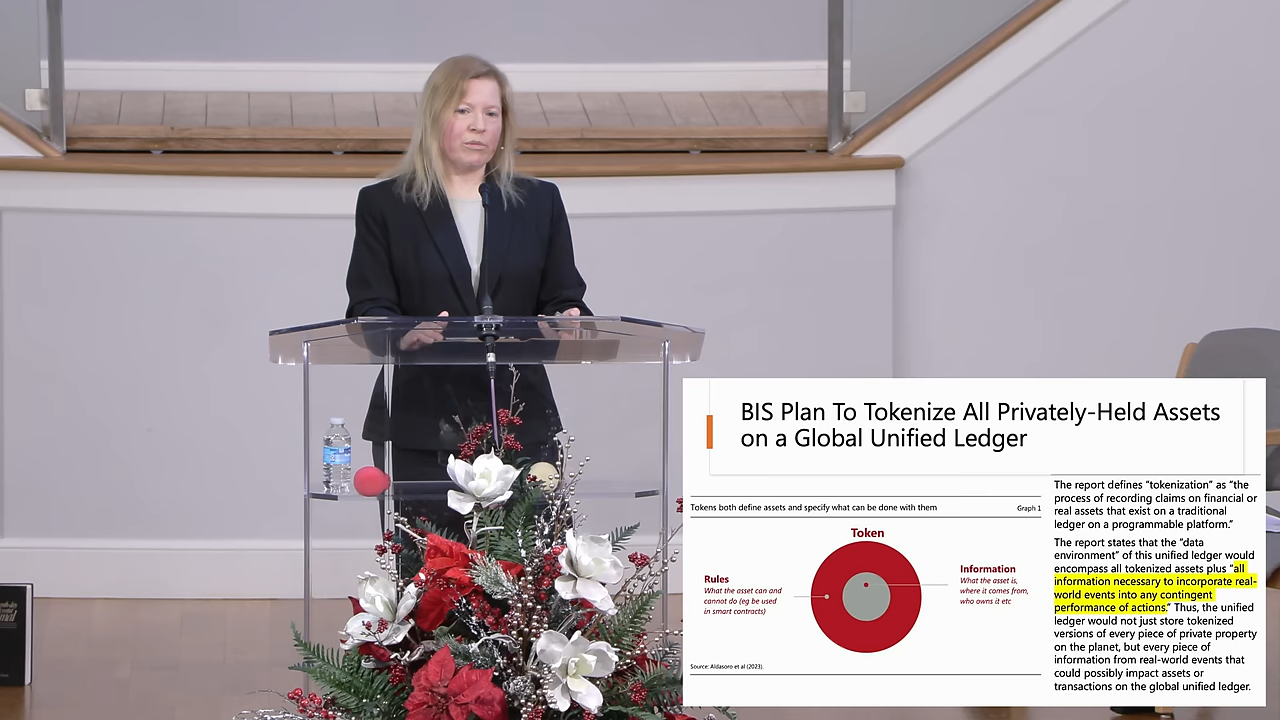 BIS Plan To Tokenize All Privately-Held Assets
on a Global Unified Ledger
Tokens both define assets and specify what can be done with them
Graph 1
Token
Rules
What the asset can and
cannot do (eg be used
in smart contracts)
Information
What the asset is,
where it comes from,
who owns it etc
Source: Aldasoro et al (2023).
The report defines “tokenization” as “the
process of recording claims on financial or
real assets that exist on a traditional
ledger on a programmable platform.”
The report states that the “data
environment” of this unified ledger would
encompass all tokenized assets plus “all
information necessary to incorporate real-
world events into any contingent
performance of actions.” Thus, the unified
ledger would not just store tokenized
versions of every piece of private property
on the planet, but every piece of
information from real-world events that
could possibly impact assets or
transactions on the global unified ledger.